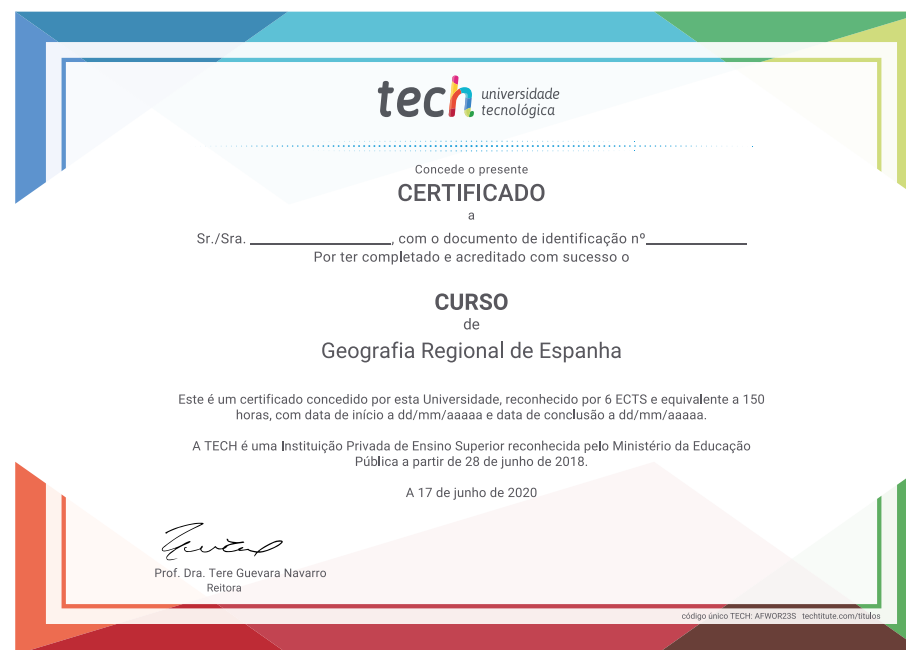 tech universidade
tecnológica
Concede o presente
CERTIFICADO
a
Sr./Sra. ________________, com o documento de identificação nº____________
Por ter completado e acreditado com sucesso o
CURSO
de
Geografia Regional de Espanha
Este é um certificado concedido por esta Universidade, reconhecido por 6 ECTS e equivalente a 150
horas, com data de início a dd/mm/aaaaa e data de conclusão a dd/mm/aaaaa.
A TECH é uma Instituição Privada de Ensino Superior reconhecida pelo Ministério da Educação
Pública a partir de 28 de junho de 2018.
A 17 de junho de 2020
Prof. Dra. Tere Guevara Navarro
Reitora
código único TECH: AFWOR23S techtitute.com/titulos